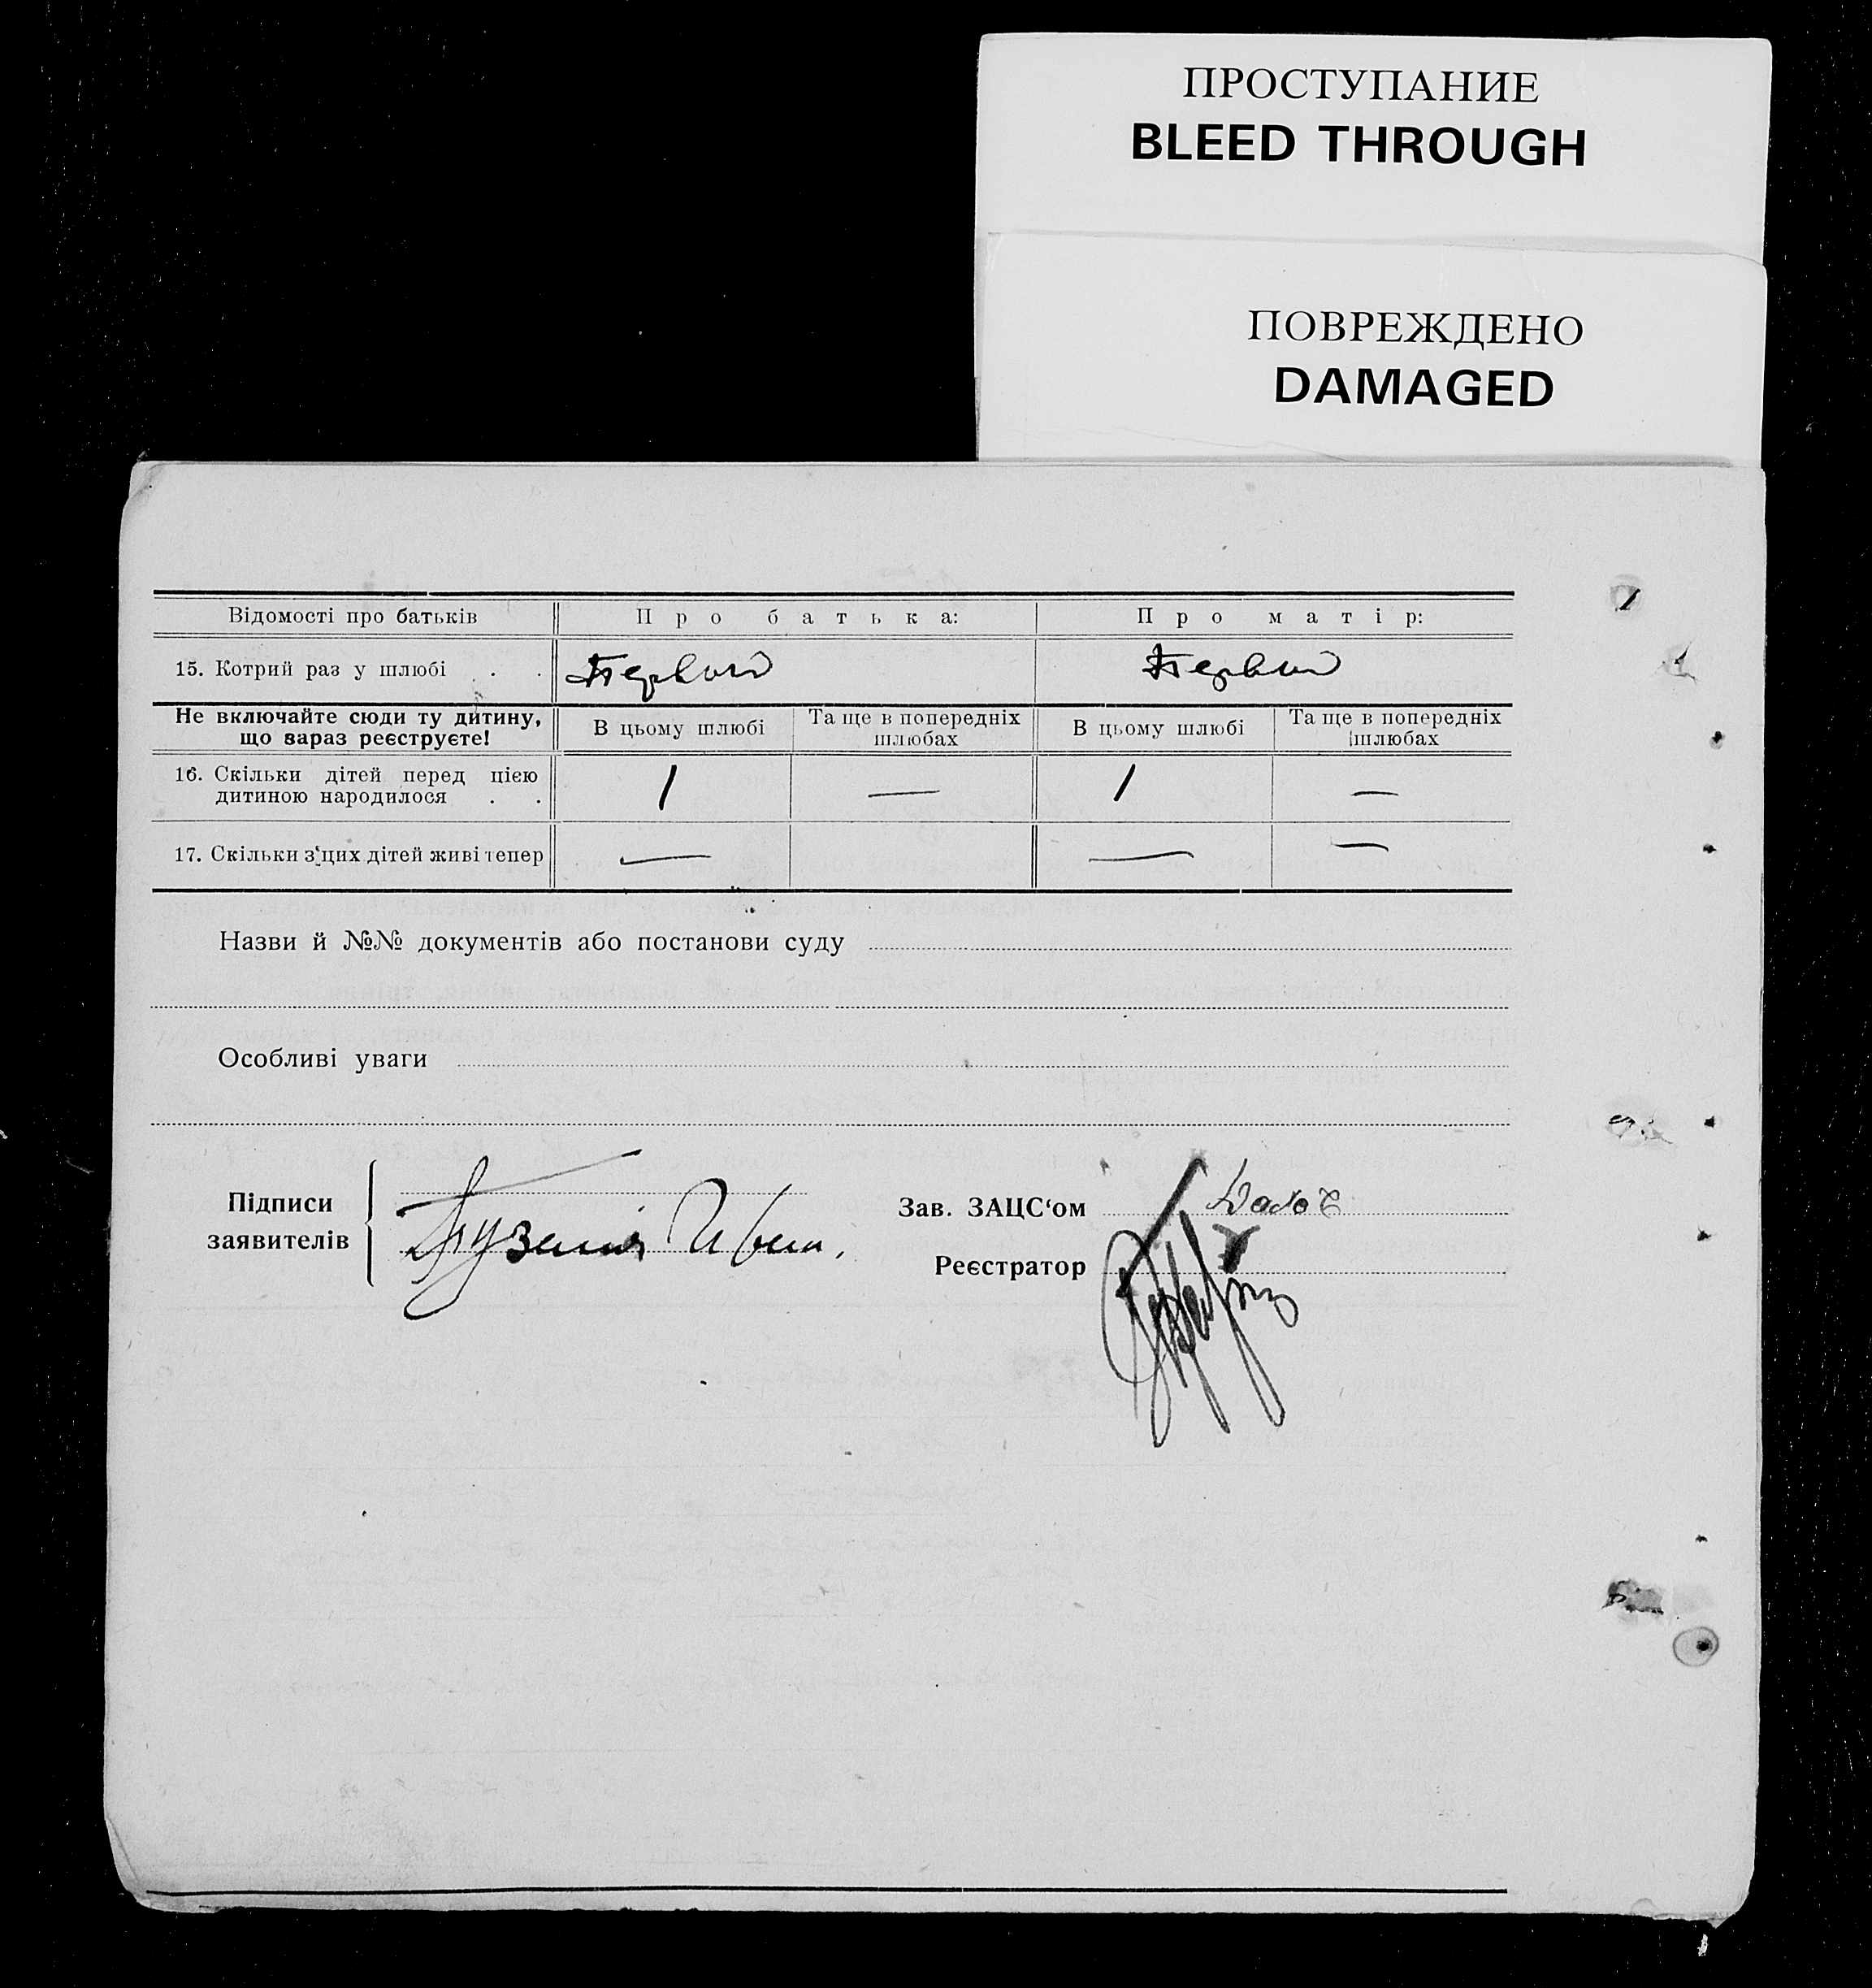 ПРОСТУПАНИЕ
BLEED THROUGH
ПОВРЕЖДЕНО
DAMAGED
Відомості про батьків Про батька: Про матір:
15. Котрий раз у шлюбі . . Первый Первый
Не включайте сюди ту дитину, що вараз реєструєте! В цьому шлюбі Та ще в попередніх шлюбах В цьому шлюбі Та ще в попередніх шлюбах
16. Скільки дітей перед цією
дитиною народилося . . 1 — 1 —
17. Скільки з'цих дітей живі тепер — — —
Назви й №№ документів або постанови суду
Особливі уваги
Підписи
заявителів
Зав. ЗАЦС‘ом
Реєстратор